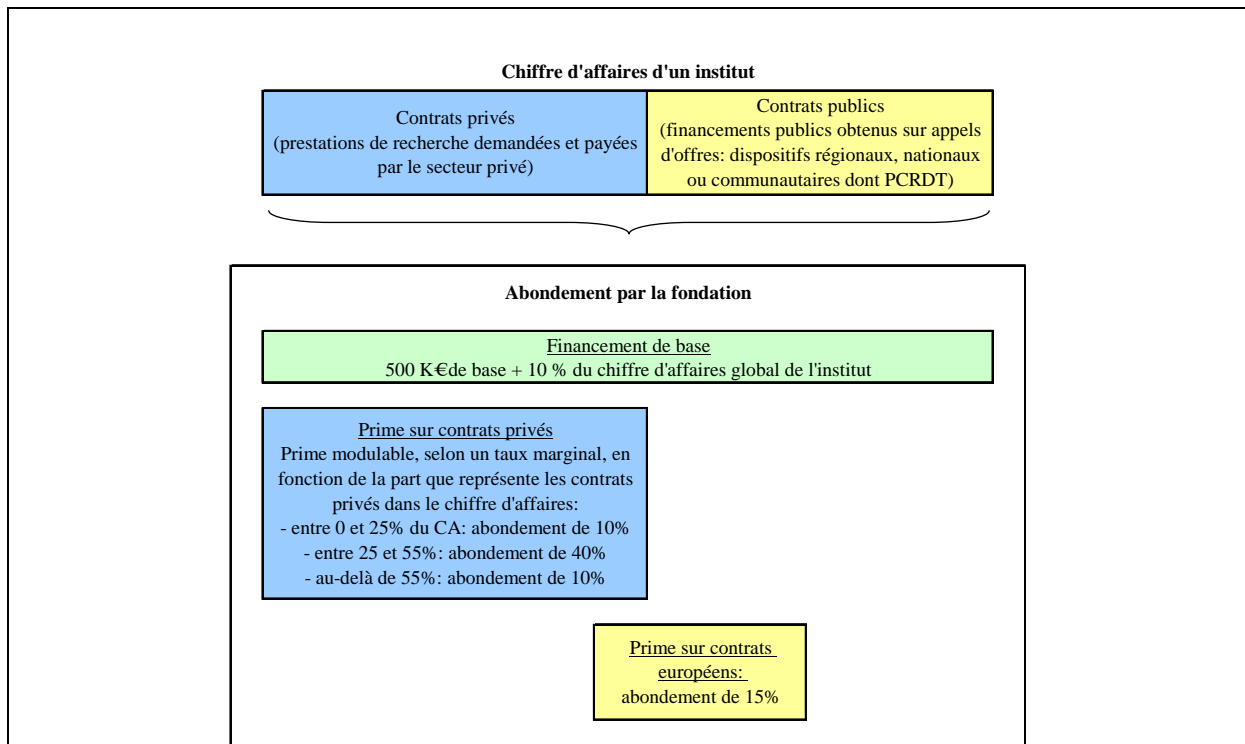 Chiffre d'affaires d'un institut
Contrats privés
(prestations de recherche demandées et payées
par le secteur privé)
Contrats publics
(financements publics obtenus sur appels
d'offres: dispositifs régionaux, nationaux
ou communautaires dont PCRDT)
Abondement par la fondation
Financement de base
500 K€de base + 10 % du chiffre d'affaires global de l'institut
Prime sur contrats privés
Prime modulable, selon un taux marginal, en
fonction de la part que représente les contrats
privés dans le chiffre d'affaires:
- entre 0 et 25% du CA: abondement de 10%
- entre 25 et 55%: abondement de 40%
- au-delà de 55%: abondement de 10%
Prime sur contrats
européens:
abondement de 15%